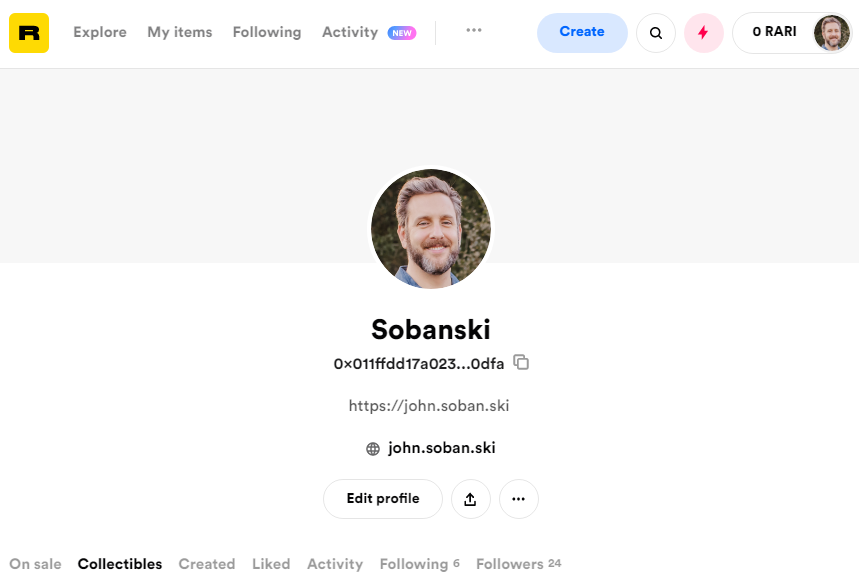 R Explore My items Following Activity NEW ... Create 0 RARI
Sobanski
0x011ffdd17a023...0dfa
https://john.soban.ski
john.soban.ski
Edit profile ...
On sale Collectibles Created Liked Activity Following 6 Followers 24